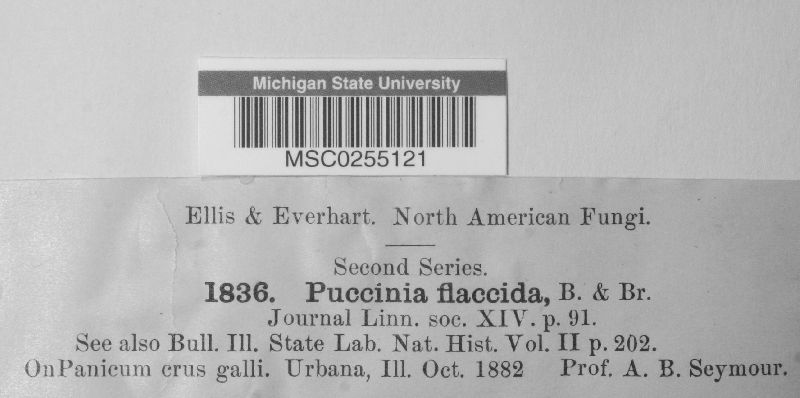 Michigan State University
MSC0255121
Ellis & Everhart. North American Fungi.
Second Series.
1836. Puccinia flaccida, B. & Br.
Journal Linn. soc. XIV. p. 91.
See also Bull. Ill. State Lab. Nat. Hist. Vol. II p. 202.
OnPanicum crus galli. Urbana, Ill. Oct. 1882 Prof. A. B. Seymour.